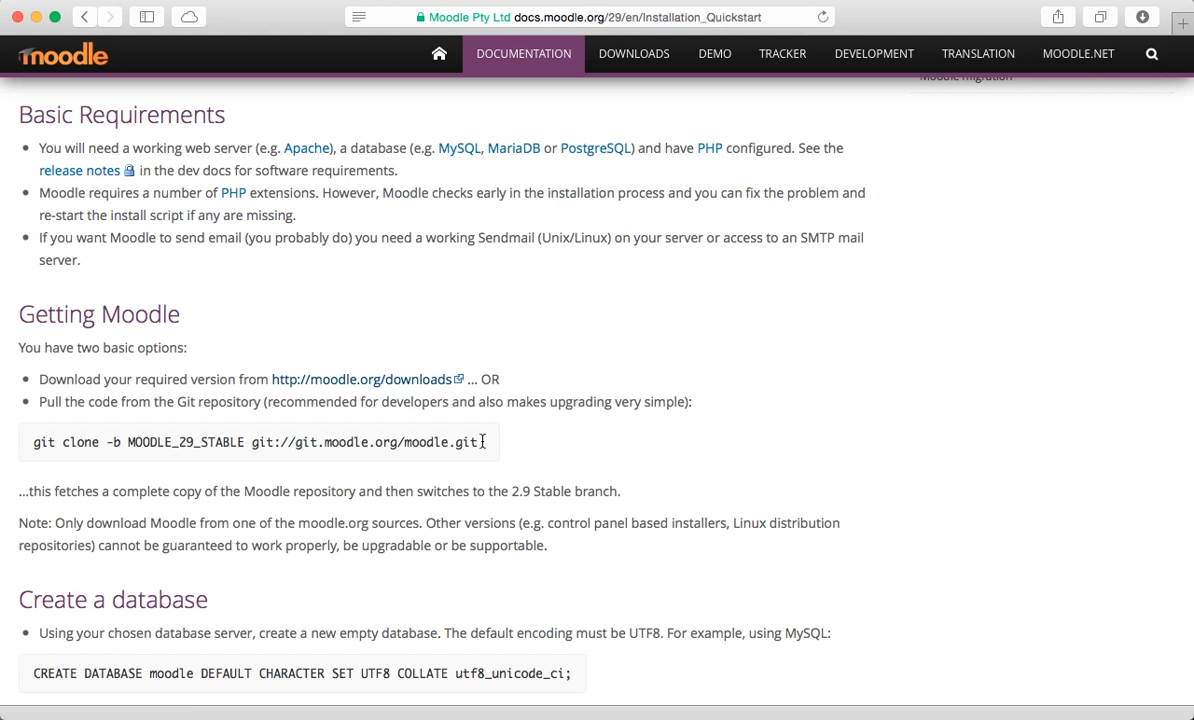 Moodle Pty Ltd docs.moodle.org/29/en/Installation_Quickstart
moodle
DOCUMENTATION DOWNLOADS DEMO TRACKER DEVELOPMENT TRANSLATION MOODLE.NET
Moodle migration
Basic Requirements
You will need a working web server (e.g. Apache), a database (e.g. MySQL, MariaDB or PostgreSQL) and have PHP configured. See the
release notes in the dev docs for software requirements.
Moodle requires a number of PHP extensions. However, Moodle checks early in the installation process and you can fix the problem and
re-start the install script if any are missing.
If you want Moodle to send email (you probably do) you need a working Sendmail (Unix/Linux) on your server or access to an SMTP mail
server.
Getting Moodle
You have two basic options:
Download your required version from http://moodle.org/downloads ... OR
Pull the code from the Git repository (recommended for developers and also makes upgrading very simple):
git clone -b MOODLE_29_STABLE git://git.moodle.org/moodle.git
...this fetches a complete copy of the Moodle repository and then switches to the 2.9 Stable branch.
Note: Only download Moodle from one of the moodle.org sources. Other versions (e.g. control panel based installers, Linux distribution
repositories) cannot be guaranteed to work properly, be upgradable or be supportable.
Create a database
Using your chosen database server, create a new empty database. The default encoding must be UTF8. For example, using MySQL:
CREATE DATABASE moodle DEFAULT CHARACTER SET UTF8 COLLATE utf8_unicode_ci;